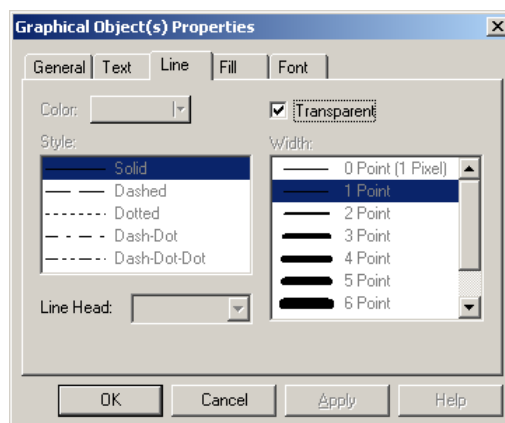 Graphical Object(s) Properties
General Text Line Fill Font
Color: Transparent
Style: Width:
Solid
Dashed
Dotted
Dash-Dot
Dash-Dot-Dot
0 Point (1 Pixel)
1 Point
2 Point
3 Point
4 Point
5 Point
6 Point
Line Head:
OK Cancel Apply Help